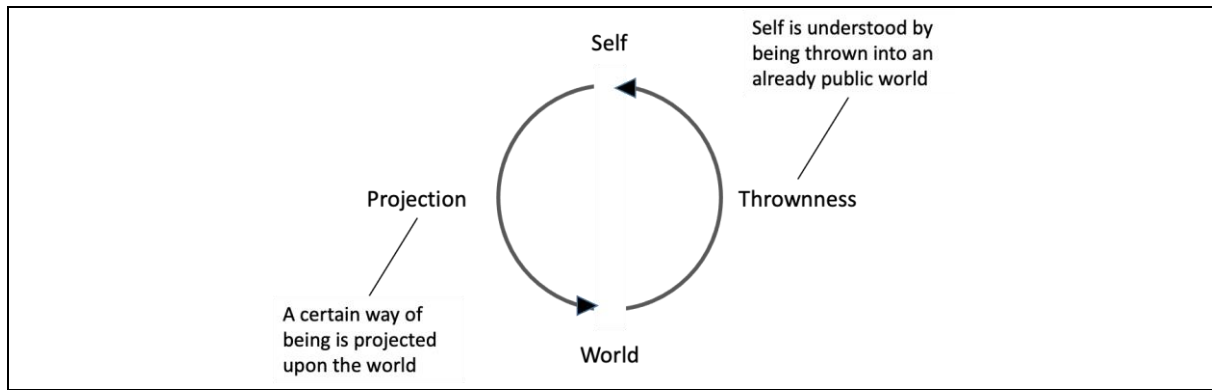 Self
Self is understood by
being thrown into an
already public world
Projection
Thrownness
A certain way of
being is projected
upon the world
World